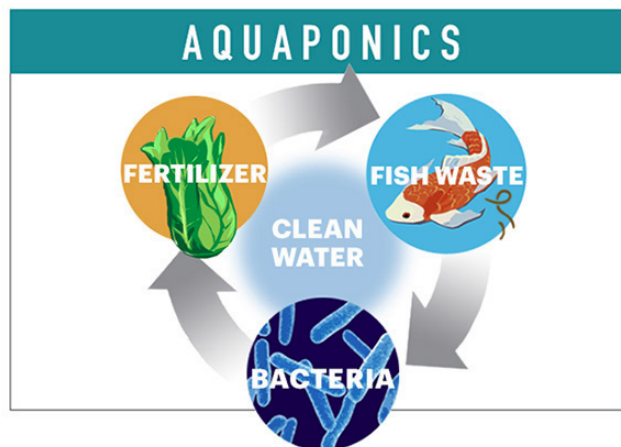 AQUAPONICS
FERTILIZER
FISH WASTE
CLEAN
WATER
BACTERIA